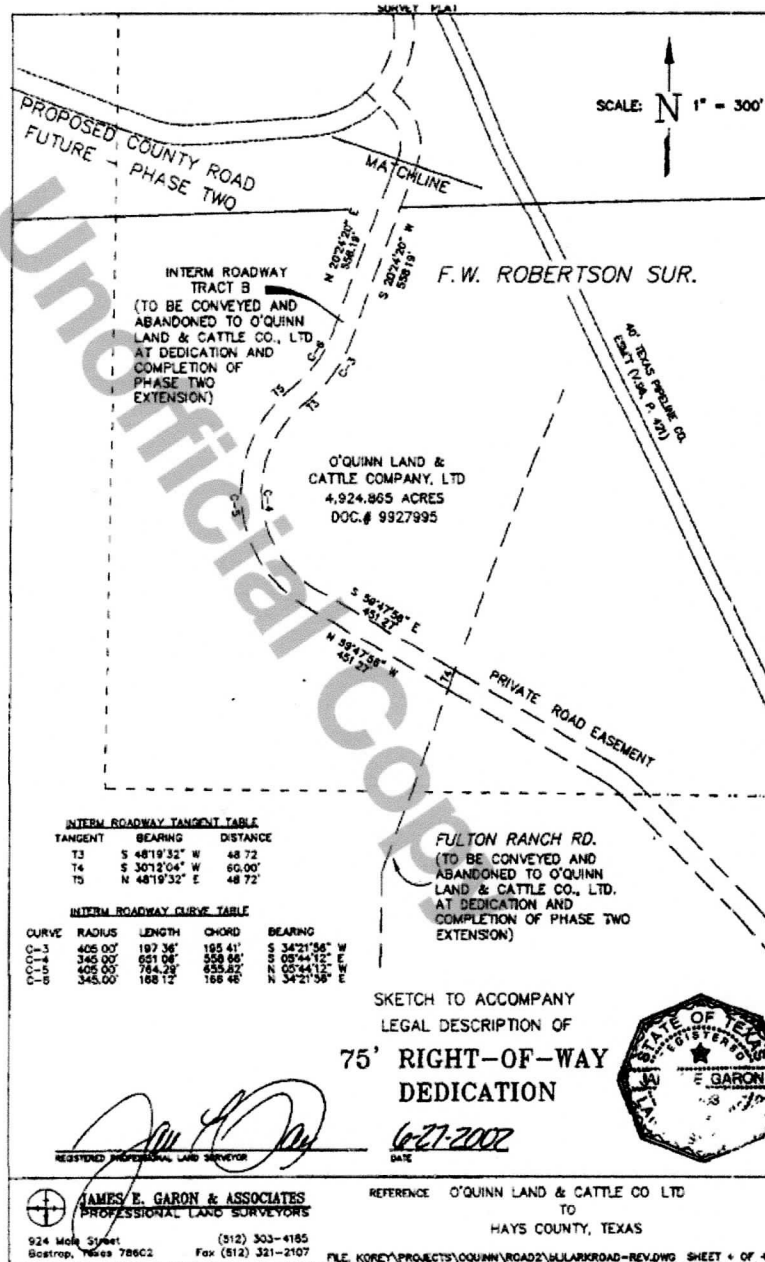 SURVEY PLAT
SCALE: N 1" = 300'
PROPOSED COUNTY ROAD
FUTURE - PHASE TWO
MATCHLINE
N 20°24'20" E
558.19'
S 20°24'20" W
558.19'
F.W. ROBERTSON SUR.
INTERM ROADWAY
TRACT B
(TO BE CONVEYED AND
ABANDONED TO O'QUINN
LAND & CATTLE CO., LTD
AT DEDICATION AND
COMPLETION OF
PHASE TWO
EXTENSION)
C-6
C-3
T5
T3
40' TEXAS PIPELINE CO.
ESM'T (V.98, P. 421)
O'QUINN LAND &
CATTLE COMPANY, LTD
4,924.865 ACRES
DOC.# 9927995
C-5
C-4
S 59°47'56" E
451.27'
N 59°47'56" W
451.27'
T4
PRIVATE ROAD EASEMENT
Unofficial Copy
INTERM ROADWAY TANGENT TABLE
TANGENT BEARING DISTANCE
T3 S 48°19'32" W 48.72
T4 S 30°12'04" W 60.00'
T5 N 48°19'32" E 48.72'
INTERM ROADWAY CURVE TABLE
CURVE RADIUS LENGTH CHORD BEARING
C-3 405.00' 197.36' 195.41' S 34°21'56" W
C-4 345.00' 651.06' 558.66' S 05°44'12" E
C-5 405.00' 764.29' 655.82' N 05°44'12" W
C-6 345.00' 168.12' 166.46' N 34°21'56" E
FULTON RANCH RD.
(TO BE CONVEYED AND
ABANDONED TO O'QUINN
LAND & CATTLE CO., LTD.
AT DEDICATION AND
COMPLETION OF PHASE TWO
EXTENSION)
SKETCH TO ACCOMPANY
LEGAL DESCRIPTION OF
75' RIGHT-OF-WAY
DEDICATION
STATE OF TEXAS
REGISTERED
E GARON
REGISTERED PROFESSIONAL LAND SURVEYOR
6-27-2002
DATE
JAMES E. GARON & ASSOCIATES
PROFESSIONAL LAND SURVEYORS
924 Main Street (512) 303-4185
Bastrop, Texas 78602 Fax (512) 321-2107
REFERENCE O'QUINN LAND & CATTLE CO LTD
TO
HAYS COUNTY, TEXAS
FILE. KOREY\PROJECTS\OQUINN\ROAD2\ SHEET 4 OF 4